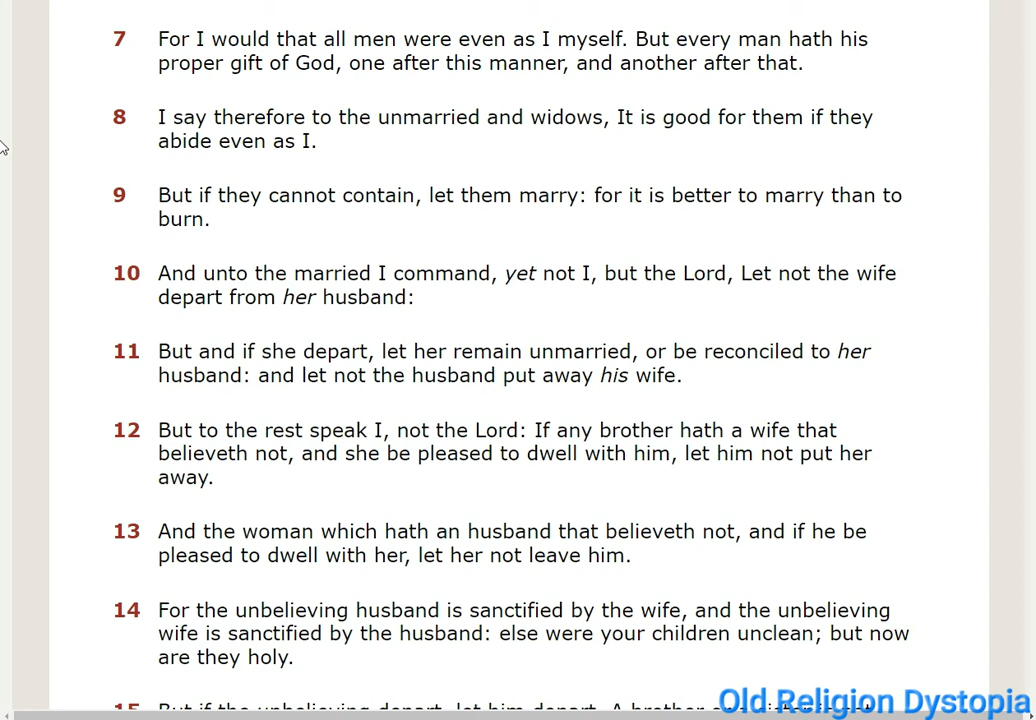 7 For I would that all men were even as I myself. But every man hath his
proper gift of God, one after this manner, and another after that.
8 I say therefore to the unmarried and widows, It is good for them if they
abide even as I.
9 But if they cannot contain, let them marry: for it is better to marry than to
burn.
10 And unto the married I command, yet not I, but the Lord, Let not the wife
depart from her husband:
11 But and if she depart, let her remain unmarried, or be reconciled to her
husband: and let not the husband put away his wife.
12 But to the rest speak I, not the Lord: If any brother hath a wife that
believeth not, and she be pleased to dwell with him, let him not put her
away.
13 And the woman which hath an husband that believeth not, and if he be
pleased to dwell with her, let her not leave him.
14 For the unbelieving husband is sanctified by the wife, and the unbelieving
wife is sanctified by the husband: else were your children unclean; but now
are they holy.
15 But if the unbelieving depart, let him depart. A brother
Old Religion Dystopia